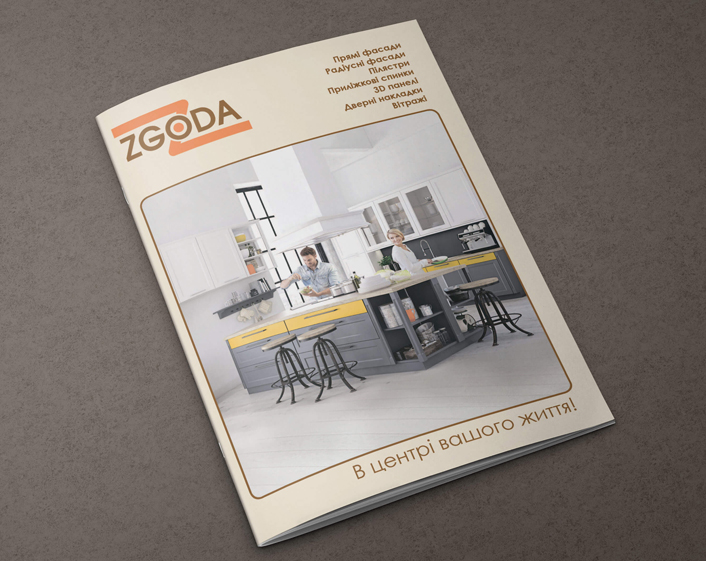 ZGODA
Прямі фасади
Радіусні фасади
Пілястри
Приліжкові спинки
3D панелі
Дверні накладки
Вітражі
В центрі вашого життя!